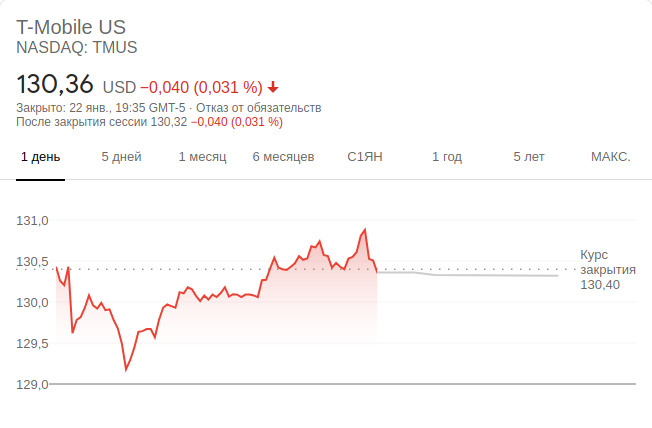 T-Mobile US
NASDAQ: TMUS
130,36 USD −0,040 (0,031 %)
Закрыто: 22 янв., 19:35 GMT-5 · Отказ от обязательств
После закрытия сессии 130,32 −0,040 (0,031 %)
1 день 5 дней 1 месяц 6 месяцев С1ЯН 1 год 5 лет МАКС.
131,0
130,5
130,0
129,5
129,0
Курс
закрытия
130,40